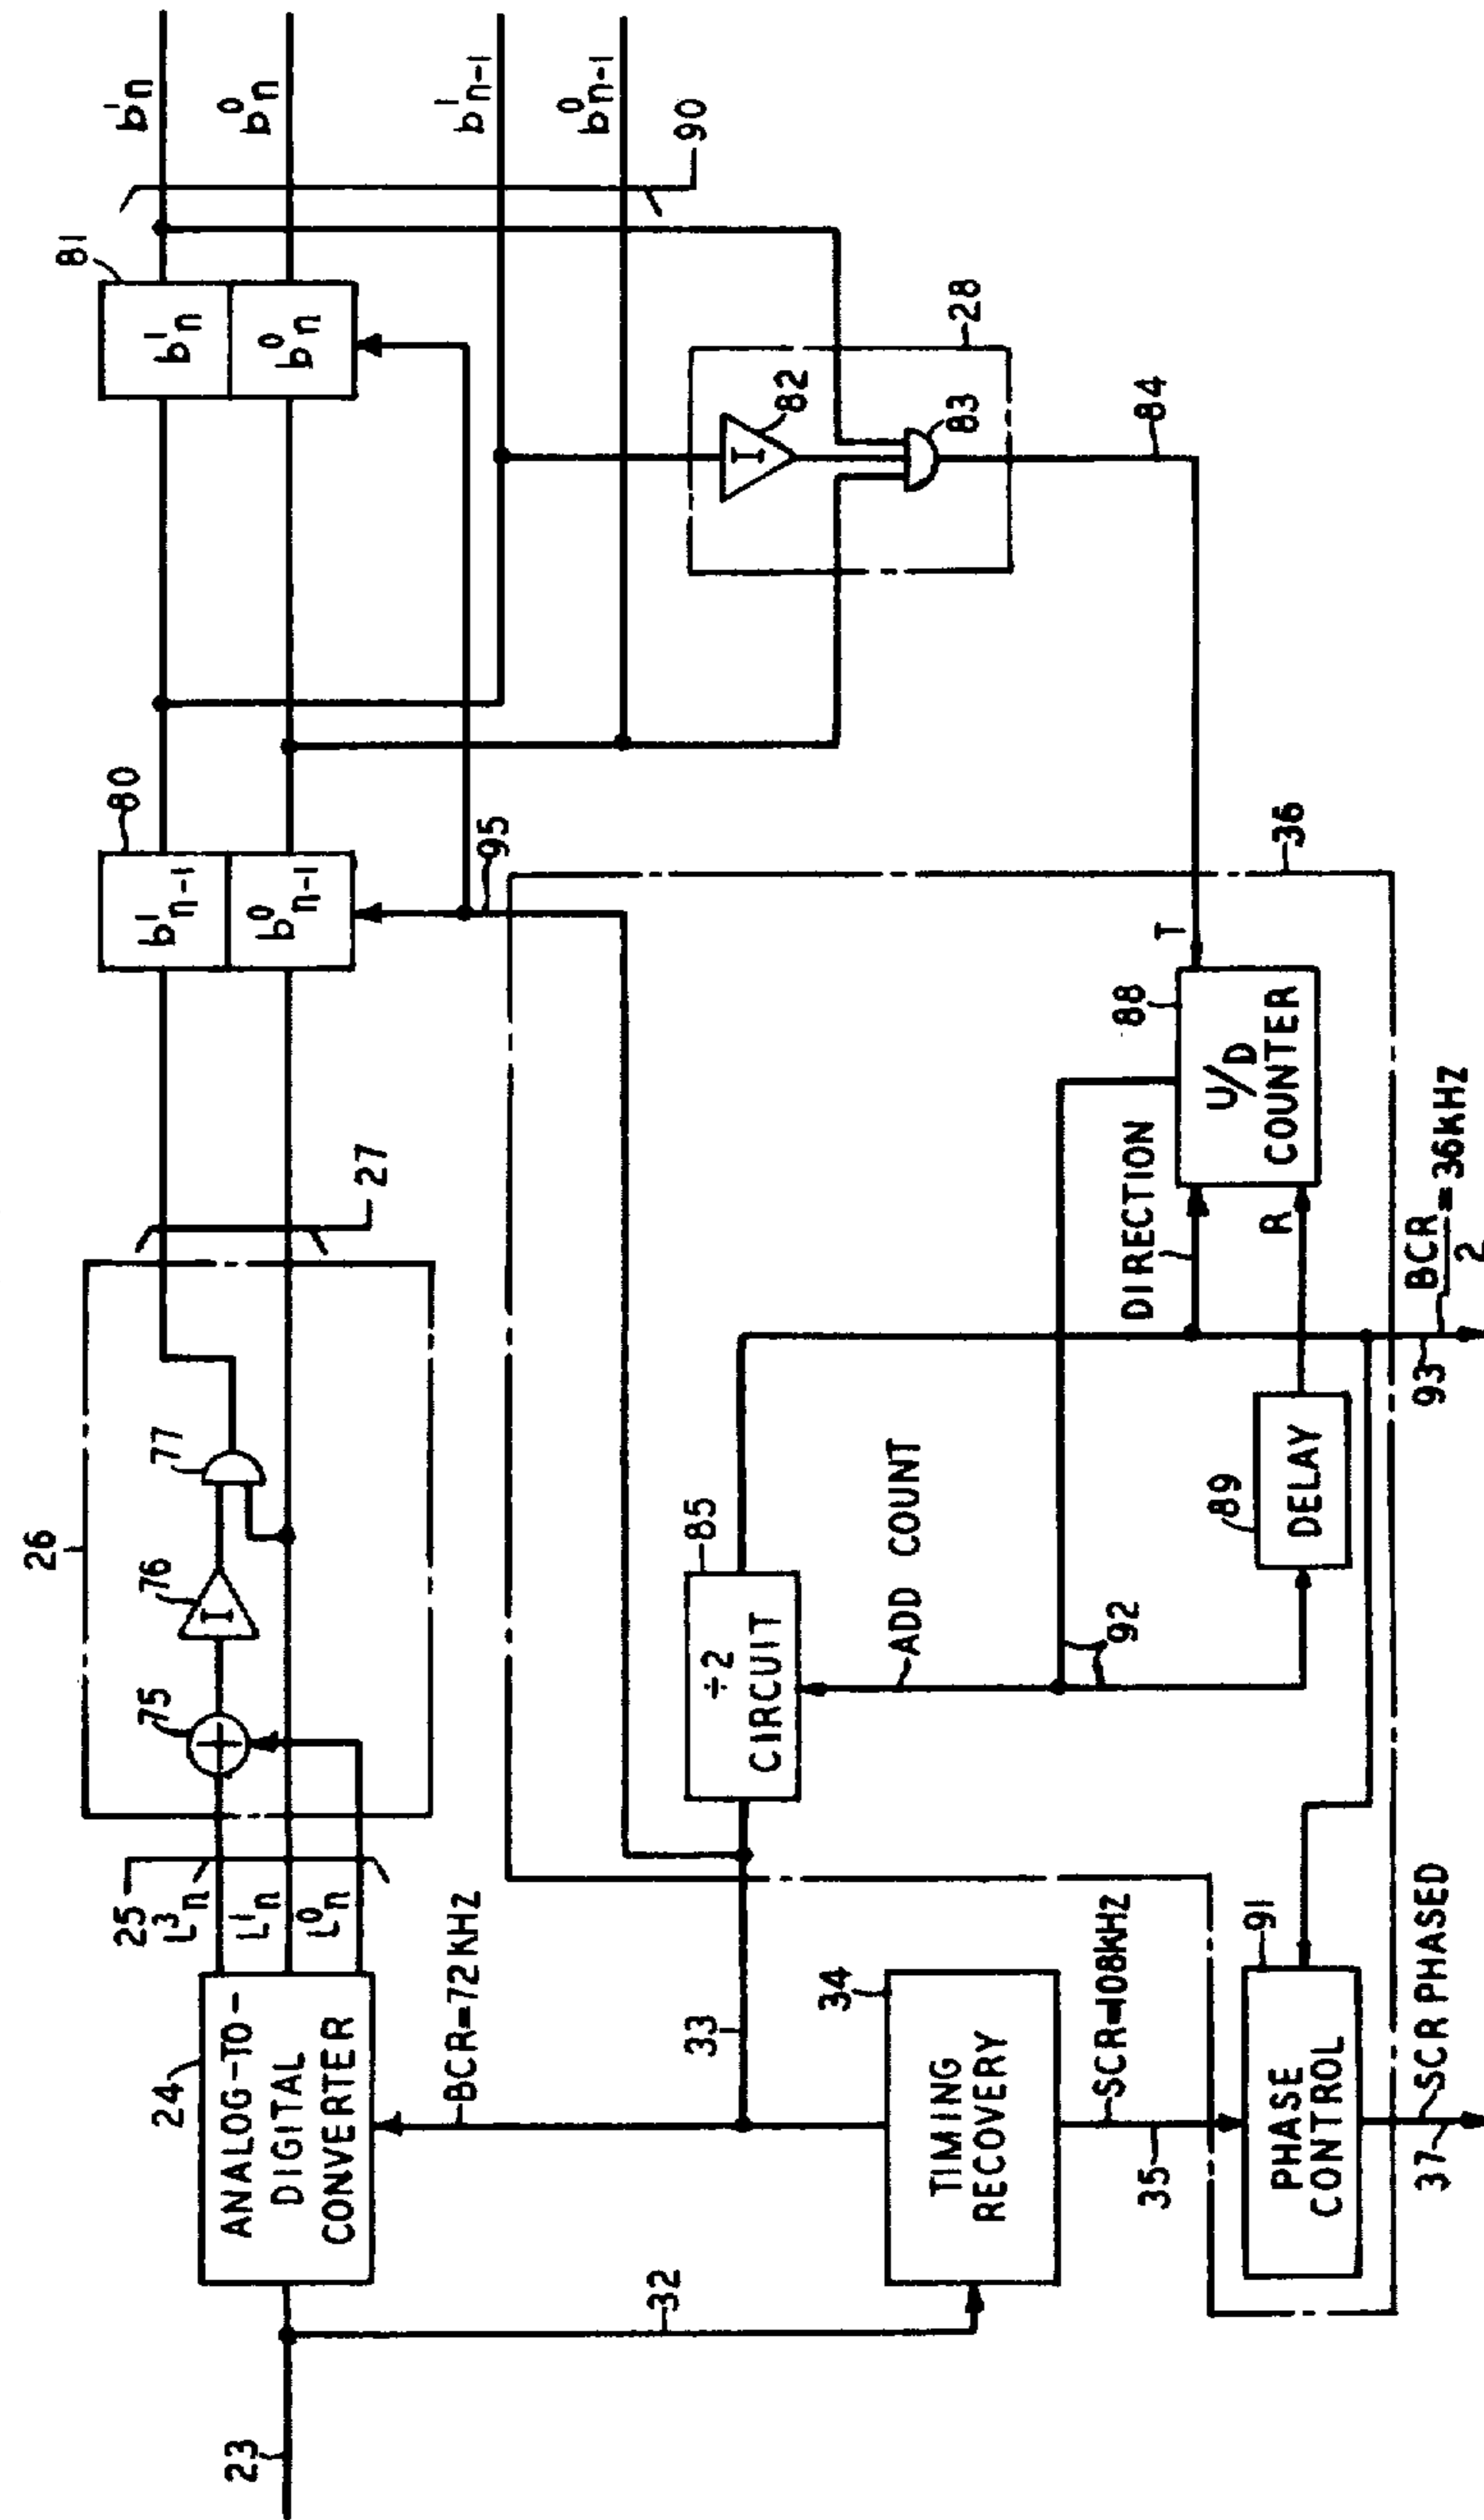 23
24
ANALOG-TO-
DIGITAL
CONVERTER
25
L³n
L¹n
L⁰n
26
75
76
I
77
27
80
b¹n-1
b⁰n-1
81
b¹n
b⁰n
b¹n
b⁰n
b¹n-1
b⁰n-1
90
BCR=72KHZ
95
32
33
34
TIMING
RECOVERY
85
÷2
CIRCUIT
ADD COUNT
92
28
I
82
83
84
36
SCR=108KHZ
35
91
PHASE
CONTROL
37
SCR PHASED
89
DELAY
DIRECTION
R
88
U/D
COUNTER
T
93
BCR = 36KHZ
2